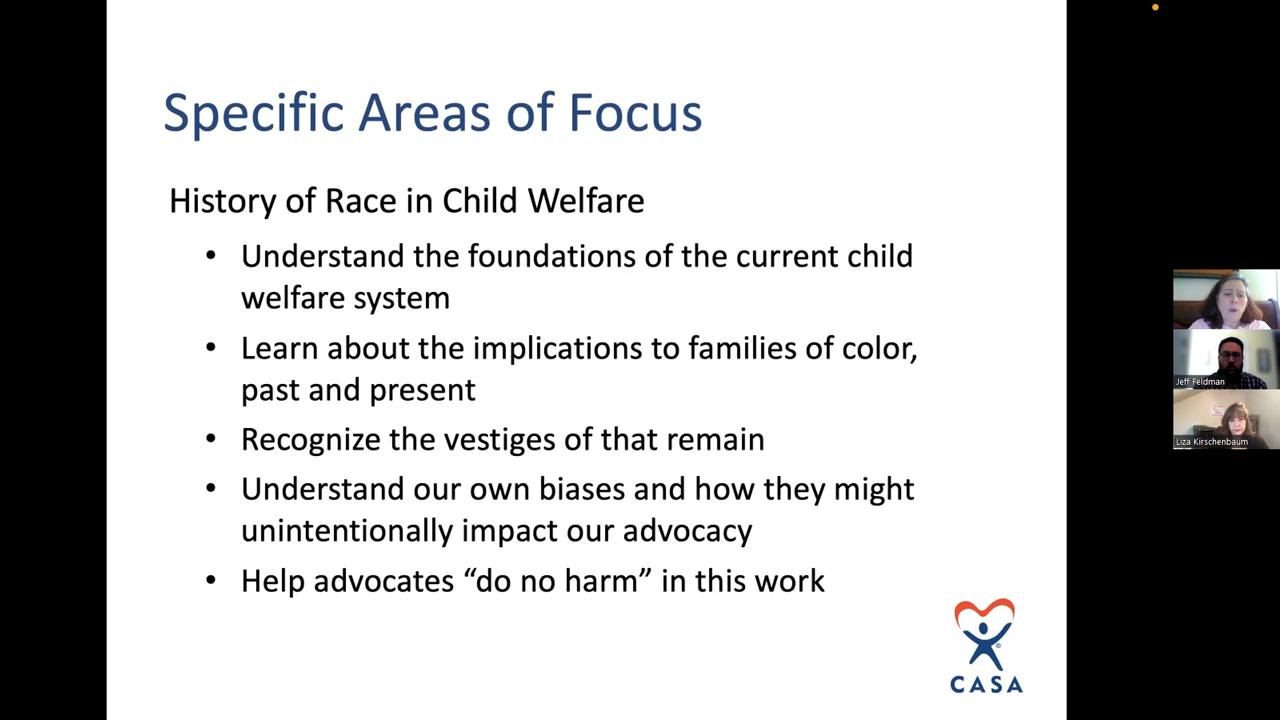 Specific Areas of Focus
History of Race in Child Welfare
• Understand the foundations of the current child
welfare system
• Learn about the implications to families of color,
past and present
• Recognize the vestiges of that remain
• Understand our own biases and how they might
unintentionally impact our advocacy
• Help advocates “do no harm” in this work
®
CASA
Jeff Feldman
Liza Kirschenbaum